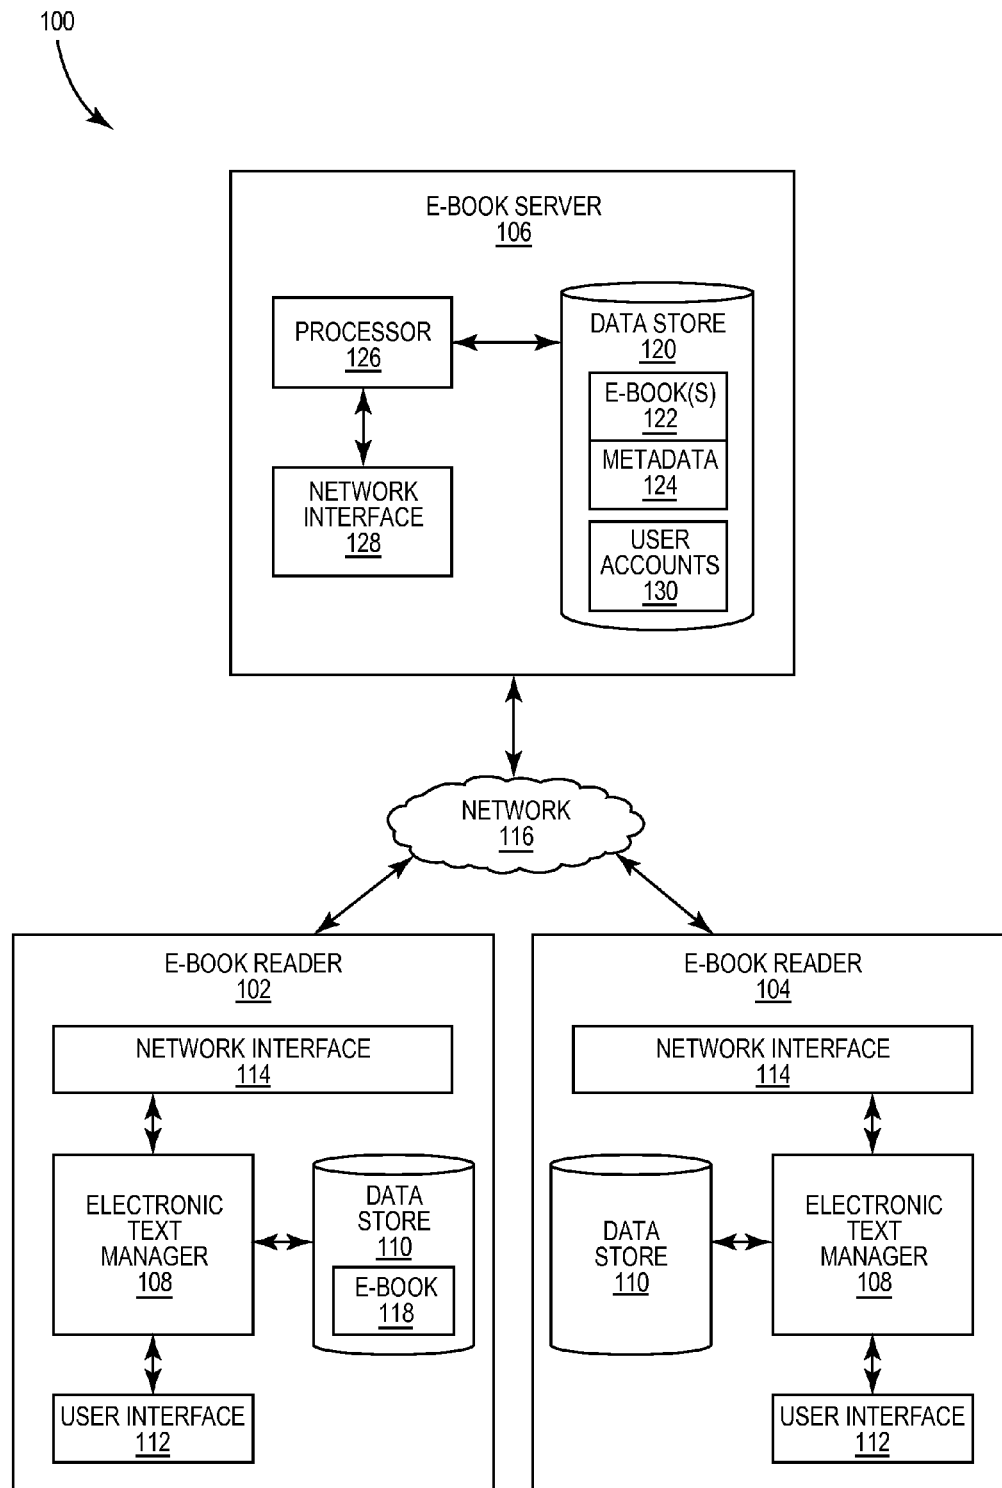 100
E-BOOK SERVER
106
PROCESSOR
126
DATA STORE
120
E-BOOK(S)
122
METADATA
124
NETWORK
INTERFACE
128
USER
ACCOUNTS
130
NETWORK
116
E-BOOK READER
102
NETWORK INTERFACE
114
ELECTRONIC
TEXT
MANAGER
108
DATA
STORE
110
E-BOOK
118
USER INTERFACE
112
E-BOOK READER
104
NETWORK INTERFACE
114
DATA
STORE
110
ELECTRONIC
TEXT
MANAGER
108
USER INTERFACE
112